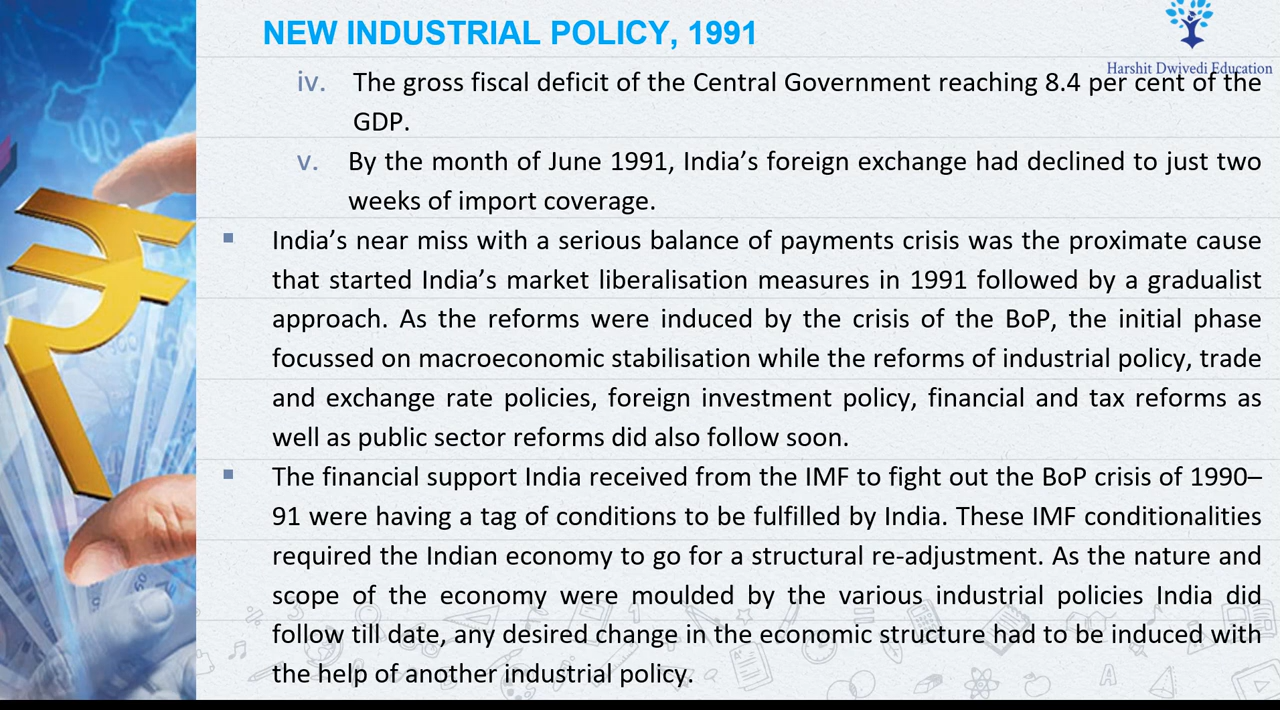 NEW INDUSTRIAL POLICY, 1991
Harshit Dwivedi Education
iv. The gross fiscal deficit of the Central Government reaching 8.4 per cent of the
GDP.
v. By the month of June 1991, India's foreign exchange had declined to just two
weeks of import coverage.
▪ India's near miss with a serious balance of payments crisis was the proximate cause
that started India's market liberalisation measures in 1991 followed by a gradualist
approach. As the reforms were induced by the crisis of the BoP, the initial phase
focussed on macroeconomic stabilisation while the reforms of industrial policy, trade
and exchange rate policies, foreign investment policy, financial and tax reforms as
well as public sector reforms did also follow soon.
▪ The financial support India received from the IMF to fight out the BoP crisis of 1990–
91 were having a tag of conditions to be fulfilled by India. These IMF conditionalities
required the Indian economy to go for a structural re-adjustment. As the nature and
scope of the economy were moulded by the various industrial policies India did
follow till date, any desired change in the economic structure had to be induced with
the help of another industrial policy.